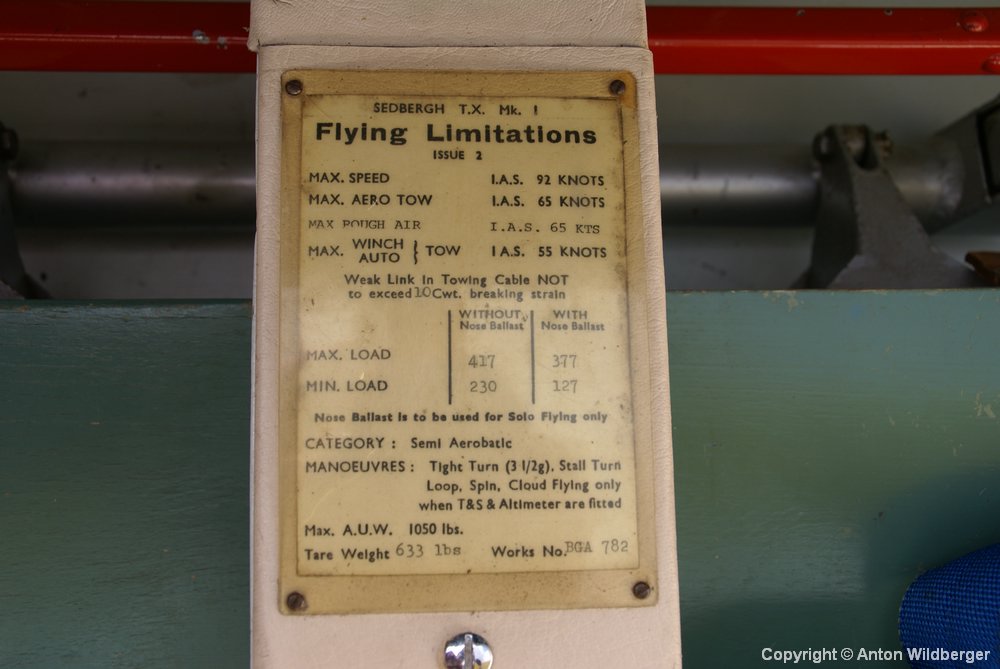 SEDBERGH T.X. Mk. I
Flying Limitations
ISSUE 2
MAX. SPEED I.A.S. 92 KNOTS
MAX. AERO TOW I.A.S. 65 KNOTS
MAX ROUGH AIR I.A.S. 65 KTS
MAX. WINCH AUTO } TOW I.A.S. 55 KNOTS
Weak Link in Towing Cable NOT
to exceed 10Cwt. breaking strain
WITHOUT WITH
Nose Ballast Nose Ballast
MAX. LOAD 417 377
MIN. LOAD 230 127
Nose Ballast is to be used for Solo Flying only
CATEGORY : Semi Aerobatic
MANOEUVRES : Tight Turn (3 1/2g), Stall Turn
Loop, Spin, Cloud Flying only
when T&S & Altimeter are fitted
Max. A.U.W. 1050 lbs.
Tare Weight 633 lbs Works No. BGA 782
Copyright © Anton Wildberger